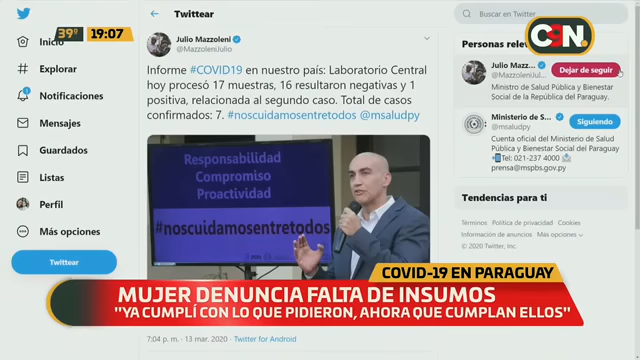 39°
19:07
C9N
Inicio
Explorar
Notificaciones
Mensajes
Guardados
Listas
Perfil
Más opciones
Twittear
Twittear
Julio Mazzoleni
@MazzoleniJulio
Informe #COVID19 en nuestro país: Laboratorio Central
hoy procesó 17 muestras, 16 resultaron negativas y 1
positiva, relacionada al segundo caso. Total de casos
confirmados: 7. #noscuidamosentretodos @msaludpy
Responsabilidad
Compromiso
Proactividad
#noscuidamosentretodos
7:04 p. m. · 13 mar. 2020 · Twitter for Android
Buscar en Twitter
Personas
Julio Maz...
@MazzoleniJ
Dejar de seguir
Ministro de Salud Pública y Bienestar
Social de la República del Paraguay.
Ministerio de S...
@msaludpy
Siguiendo
Cuenta oficial del Ministerio de Salud
Pública y Bienestar Social del Paraguay
Tel: 021-237 4000
prensa@mspbs.gov.py
Tendencias para ti
Términos Política de privacidad Cookies
Información de anuncios Más opciones
© 2020 Twitter, Inc.
COVID-19 EN PARAGUAY
MUJER DENUNCIA FALTA DE INSUMOS
"YA CUMPLÍ CON LO QUE PIDIERON, AHORA QUE CUMPLAN ELLOS"